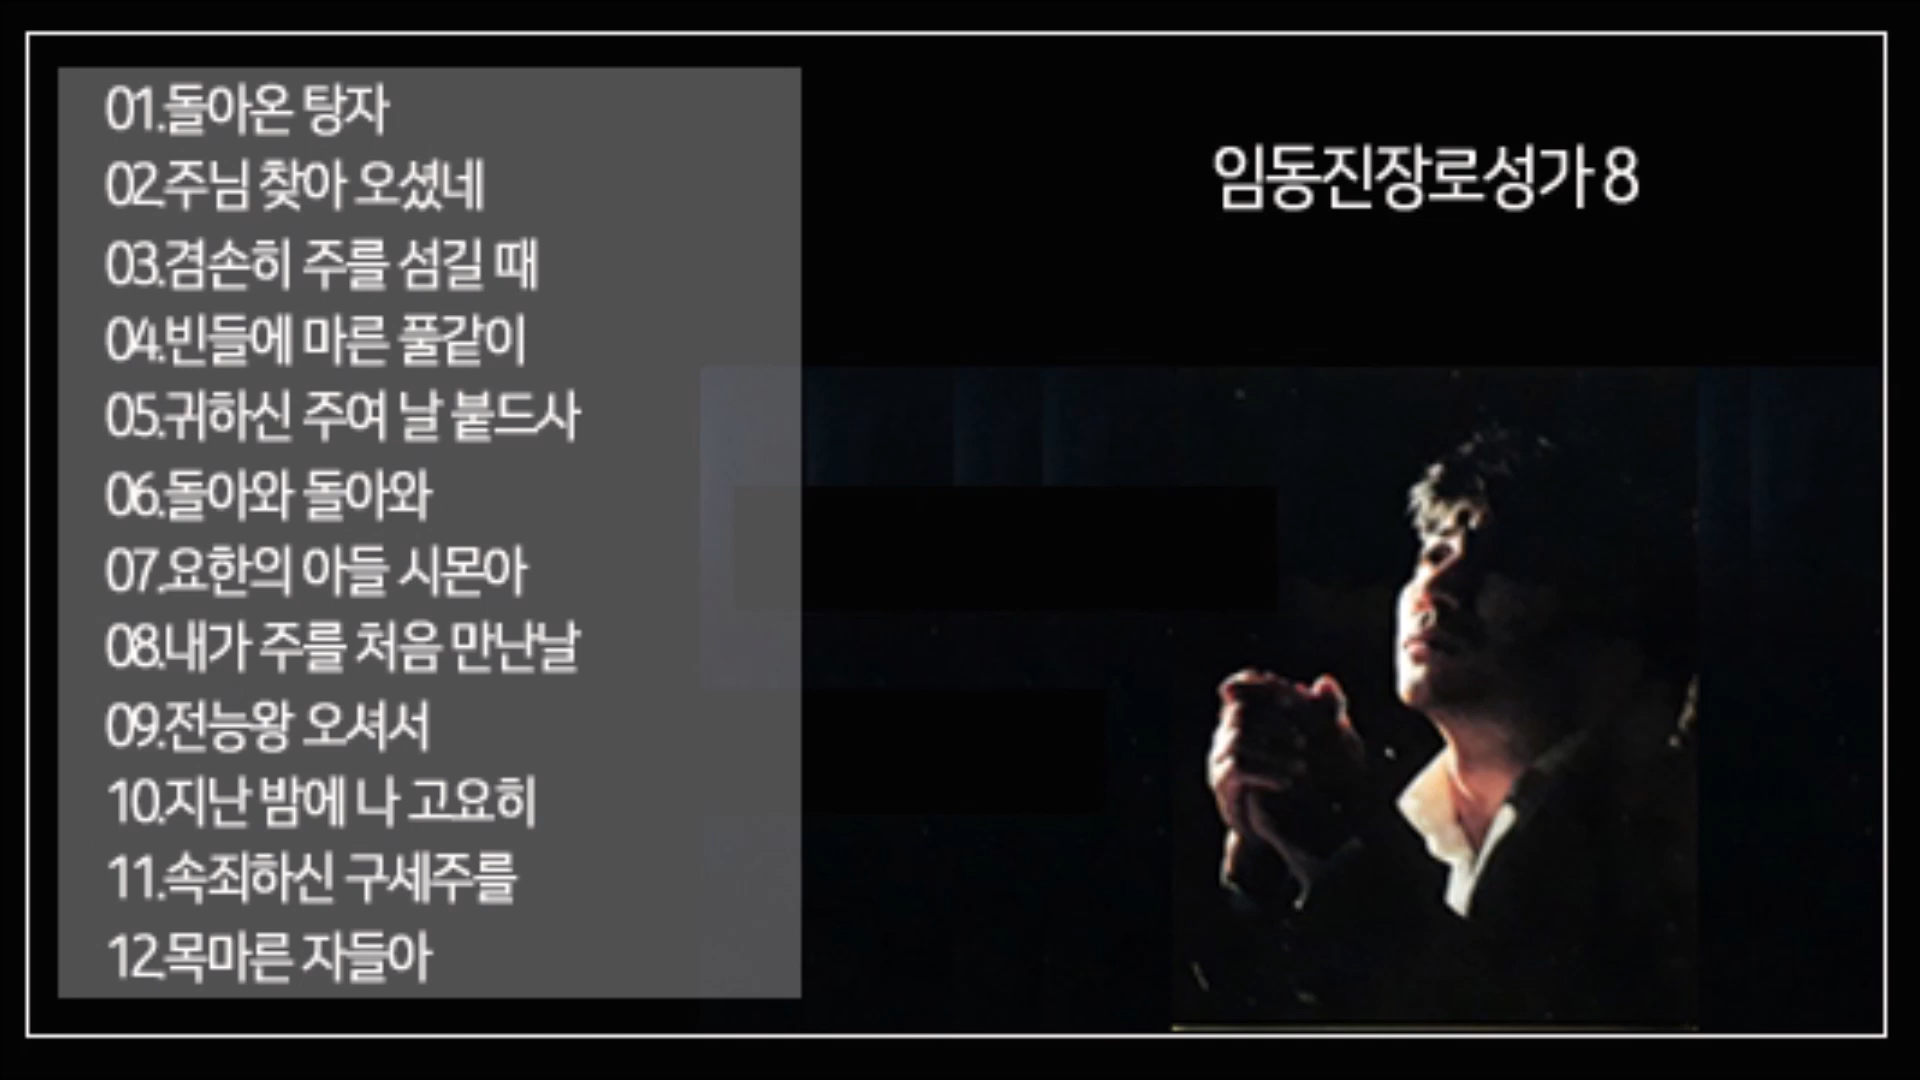 01.돌아온 탕자
02.주님 찾아 오셨네
03.겸손히 주를 섬길 때
04.빈들에 마른 풀같이
05.귀하신 주여 날 붙드사
06.돌아와 돌아와
07.요한의 아들 시몬아
08.내가 주를 처음 만난날
09.전능왕 오셔서
10.지난 밤에 나 고요히
11.속죄하신 구세주를
12.목마른 자들아
임동진장로성가 8